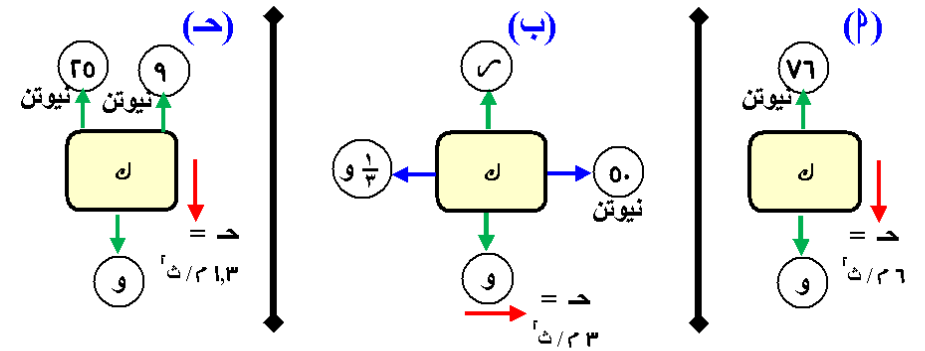 (أ)
٧٦
نيوتن
ك
حـ =
٦ م/ث٢
و
(ب)
ر
ك
٥٠
نيوتن
١/٣ و
و
حـ =
٣ م/ث٢
(حـ)
٩
نيوتن
٢٥
نيوتن
ك
حـ =
١,٣ م/ث٢
و